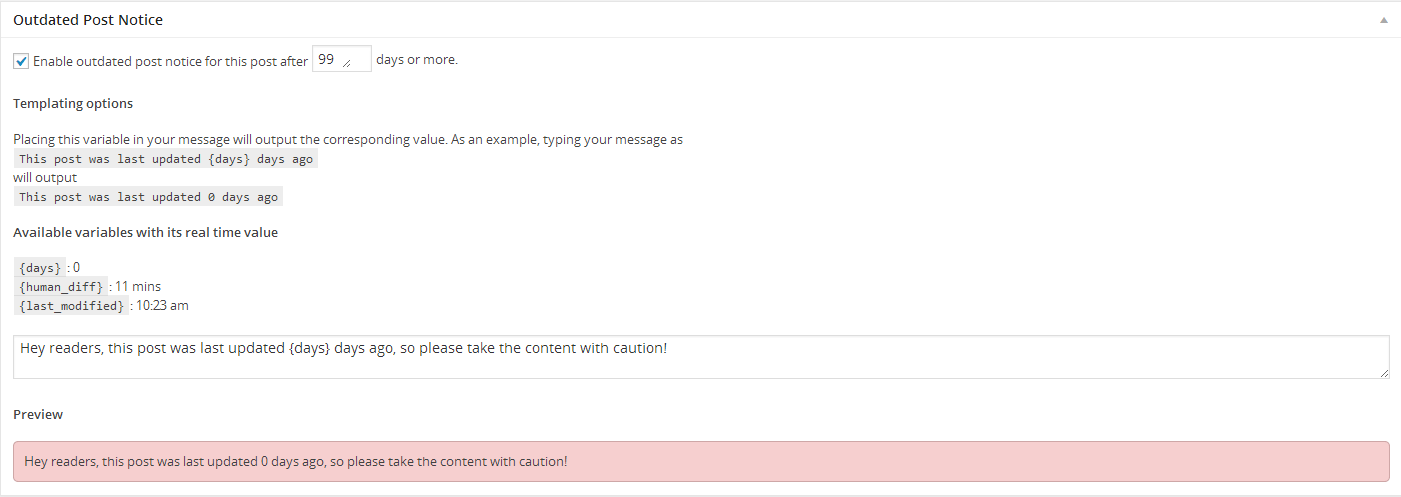 Outdated Post Notice
Enable outdated post notice for this post after 99 days or more.
Templating options
Placing this variable in your message will output the corresponding value. As an example, typing your message as
This post was last updated {days} days ago
will output
This post was last updated 0 days ago
Available variables with its real time value
{days} : 0
{human_diff} : 11 mins
{last_modified} : 10:23 am
Hey readers, this post was last updated {days} days ago, so please take the content with caution!
Preview
Hey readers, this post was last updated 0 days ago, so please take the content with caution!